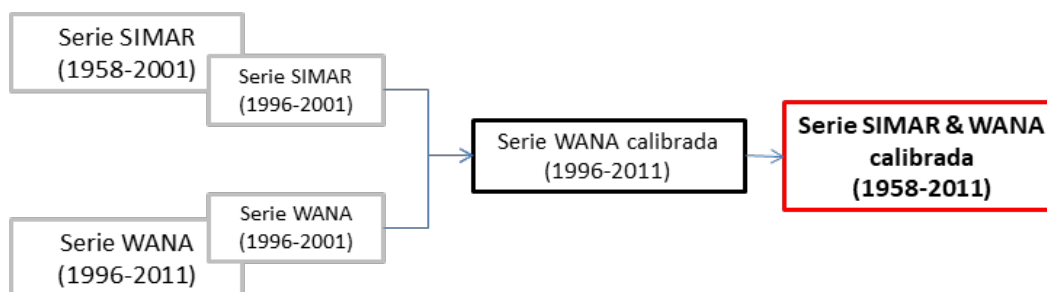 Serie SIMAR
(1958-2001)
Serie SIMAR
(1996-2001)
Serie WANA calibrada
(1996-2011)
Serie SIMAR & WANA
calibrada
(1958-2011)
Serie WANA
(1996-2001)
Serie WANA
(1996-2011)